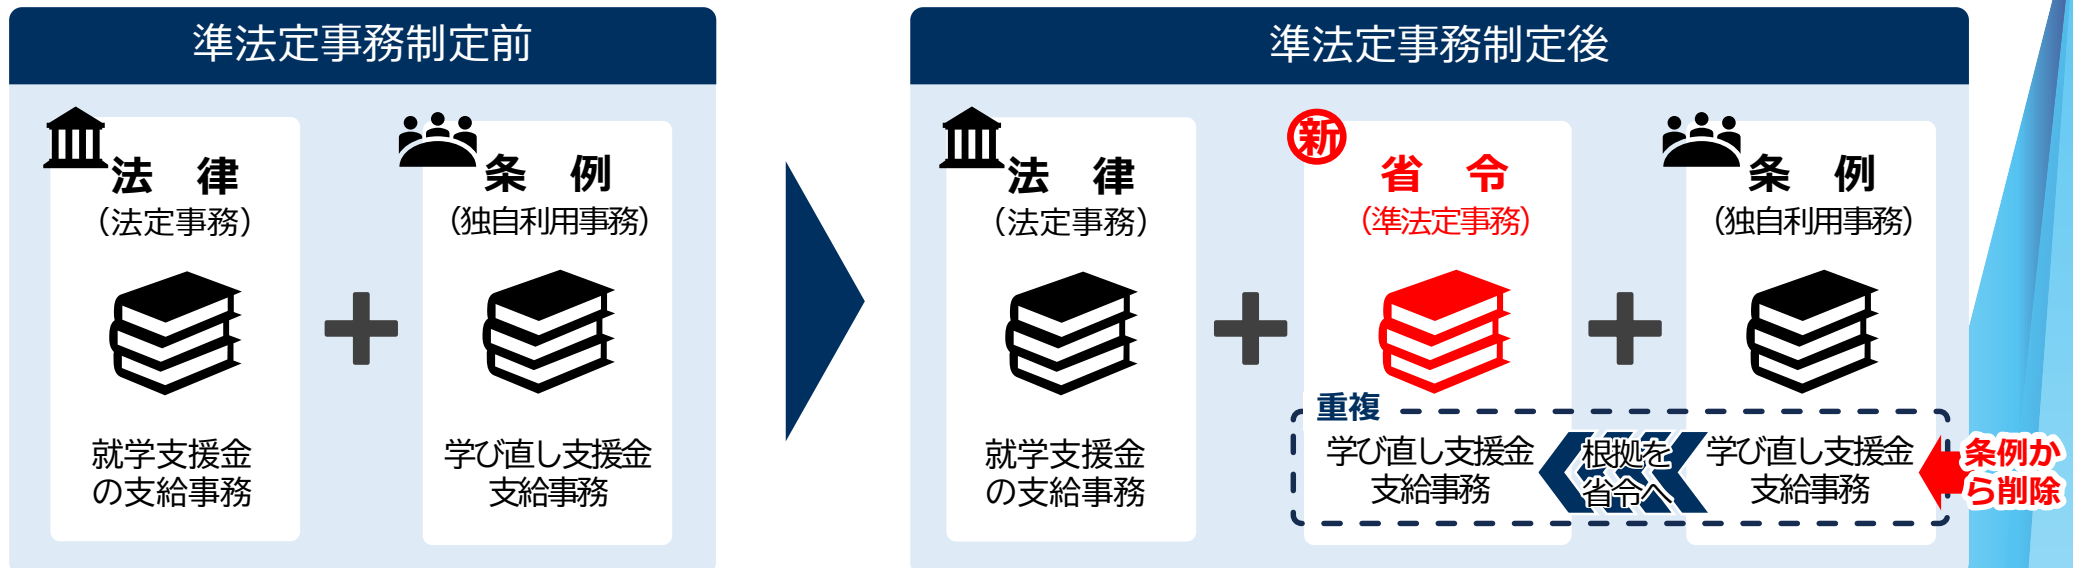 準法定事務制定前
法　律
（法定事務）
就学支援金
の支給事務
条　例
（独自利用事務）
学び直し支援金
支給事務
準法定事務制定後
法　律
（法定事務）
就学支援金
の支給事務
新
省　令
（準法定事務）
重複
学び直し支援金
支給事務
根拠を
省令へ
条　例
（独自利用事務）
学び直し支援金
支給事務
条例か
ら削除